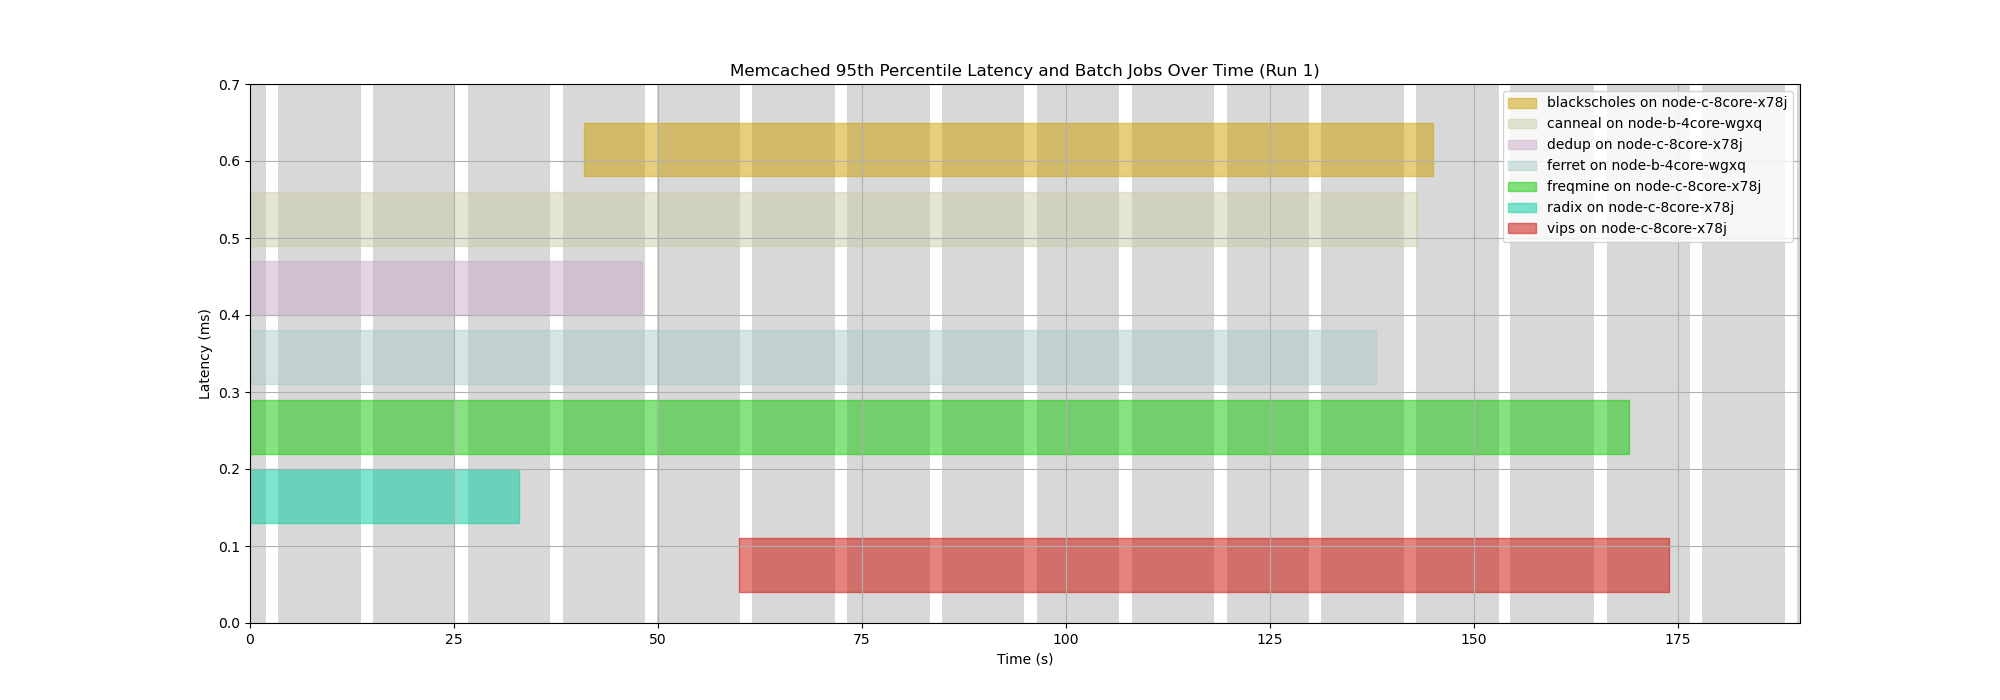 Memcached 95th Percentile Latency and Batch Jobs Over Time (Run 1)
blackscholes on node-c-8core-x78j
canneal on node-b-4core-wgxq
dedup on node-c-8core-x78j
ferret on node-b-4core-wgxq
freqmine on node-c-8core-x78j
radix on node-c-8core-x78j
vips on node-c-8core-x78j
Latency (ms)
0.7
0.6
0.5
0.4
0.3
0.2
0.1
0.0
0 25 50 75 100 125 150 175
Time (s)